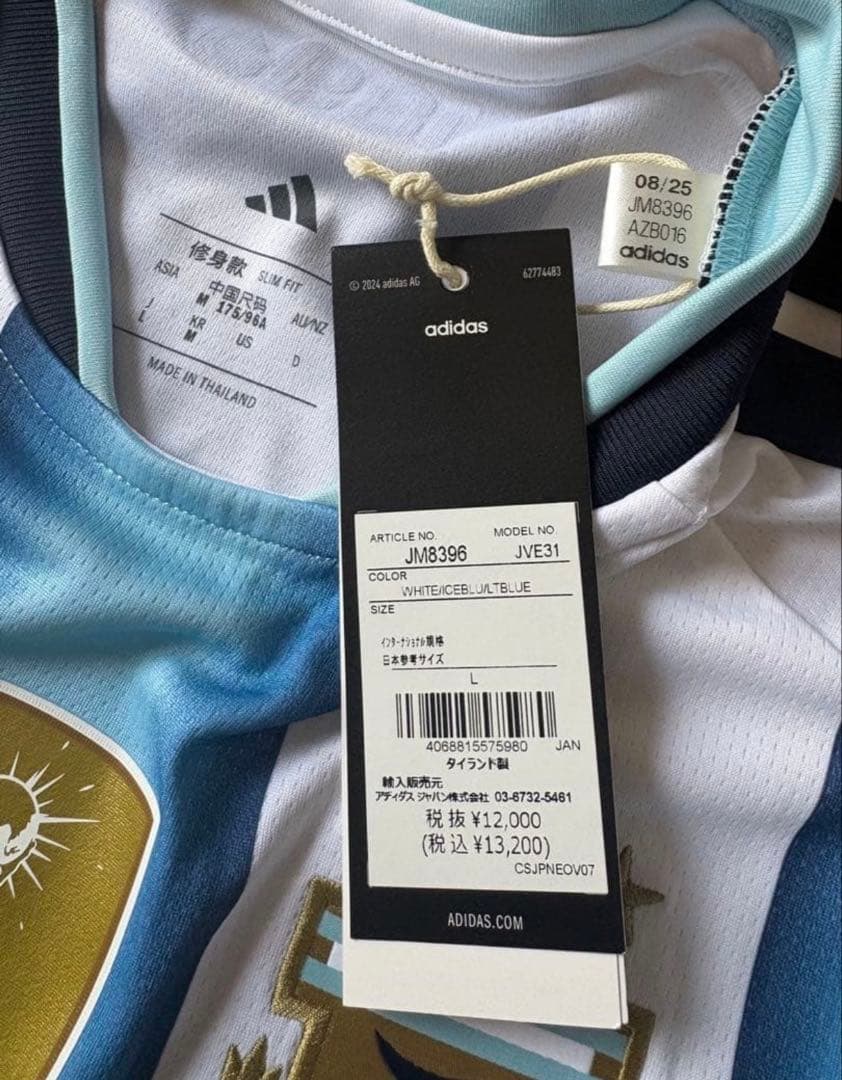 修身款 SLIM FIT
ASIA 中国尺码
J M 175/96A AU/NZ
L KR US
M D
MADE IN THAILAND
08/25
JM8396
AZB016
adidas
© 2024 adidas AG 62774483
adidas
ARTICLE NO. MODEL NO.
JM8396 JVE31
COLOR
WHITE/ICEBLU/LTBLUE
SIZE
ｲﾝﾀｰﾅｼｮﾅﾙ規格
日本参考サイズ
L
4068815575980 JAN
タイランド製
輸入販売元
アディダス ジャパン株式会社 03-6732-5461
税抜 ¥12,000
(税込 ¥13,200)
CSJPNEOV07
ADIDAS.COM